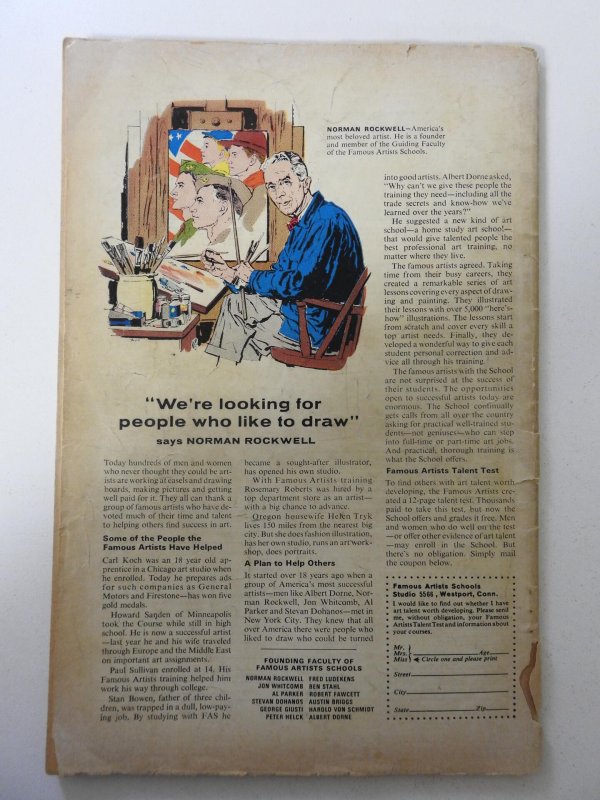 NORMAN ROCKWELL—America's
most beloved artist. He is a founder
and member of the Guiding Faculty
of the Famous Artists Schools.
"We're looking for
people who like to draw"
says NORMAN ROCKWELL
Today hundreds of men and women
who never thought they could be art-
ists are working at easels and drawing
boards, making pictures and getting
well paid for it. They all can thank a
group of famous artists who have de-
voted much of their time and talent
to helping others find success in art.
Some of the People the
Famous Artists Have Helped
Carl Koch was an 18 year old ap-
prentice in a Chicago art studio when
he enrolled. Today he prepares ads
for such companies as General
Motors and Firestone—has won five
gold medals.
Howard Sanden of Minneapolis
took the Course while still in high
school. He is now a successful artist
—last year he and his wife traveled
through Europe and the Middle East
on important art assignments.
Paul Sullivan enrolled at 14. His
Famous Artists training helped him
work his way through college.
Stan Bowen, father of three chil-
dren, was trapped in a dull, low-pay-
ing job. By studying with FAS he
became a sought-after illustrator,
has opened his own studio.
With Famous Artists training
Rosemary Roberts was hired by a
top department store as an artist—
with a big chance to advance.
Oregon housewife Helen Tryk
lives 150 miles from the nearest big
city. But she does fashion illustration,
has her own studio, runs an art work-
shop, does portraits.
A Plan to Help Others
It started over 18 years ago when a
group of America's most successful
artists—men like Albert Dorne, Nor-
man Rockwell, Jon Whitcomb, Al
Parker and Stevan Dohanos—met in
New York City. They knew that all
over America there were people who
liked to draw who could be turned
FOUNDING FACULTY OF
FAMOUS ARTISTS SCHOOLS
NORMAN ROCKWELL FRED LUDEKENS
JON WHITCOMB BEN STAHL
AL PARKER ROBERT FAWCETT
STEVAN DOHANOS AUSTIN BRIGGS
GEORGE GIUSTI HAROLD VON SCHMIDT
PETER HELCK ALBERT DORNE
into good artists. Albert Dorne asked,
"Why can't we give these people the
training they need—including all the
trade secrets and know-how we've
learned over the years?"
He suggested a new kind of art
school—a home study art school—
that would give talented people the
best professional art training, no
matter where they live.
The famous artists agreed. Taking
time from their busy careers, they
created a remarkable series of art
lessons covering every aspect of draw-
ing and painting. They illustrated
their lessons with over 5,000 "here's-
how" illustrations. The lessons start
from scratch and cover every skill a
top artist needs. Finally, they de-
veloped a wonderful way to give each
student personal correction and ad-
vice all through his training.
The famous artists with the School
are not surprised at the success of
their students. The opportunities
open to successful artists today are
enormous. The School continually
gets calls from all over the country
asking for practical well-trained stu-
dents—not geniuses—who can step
into full-time or part-time art jobs.
And practical, thorough training is
what the School offers.
Famous Artists Talent Test
To find others with art talent worth
developing, the Famous Artists cre-
ated a 12-page talent test. Thousands
paid to take this test, but now the
School offers and grades it free. Men
and women who do well on the test
—or offer other evidence of art talent
—may enroll in the School. But
there's no obligation. Simply mail
the coupon below.
Famous Artists Schools
Studio 5566, Westport, Conn.
I would like to find out whether I have
art talent worth developing. Please send
me, without obligation, your Famous
Artists Talent Test and information about
your courses.
Mr.
Mrs. Age
Miss Circle one and please print
Street
City
State Zip